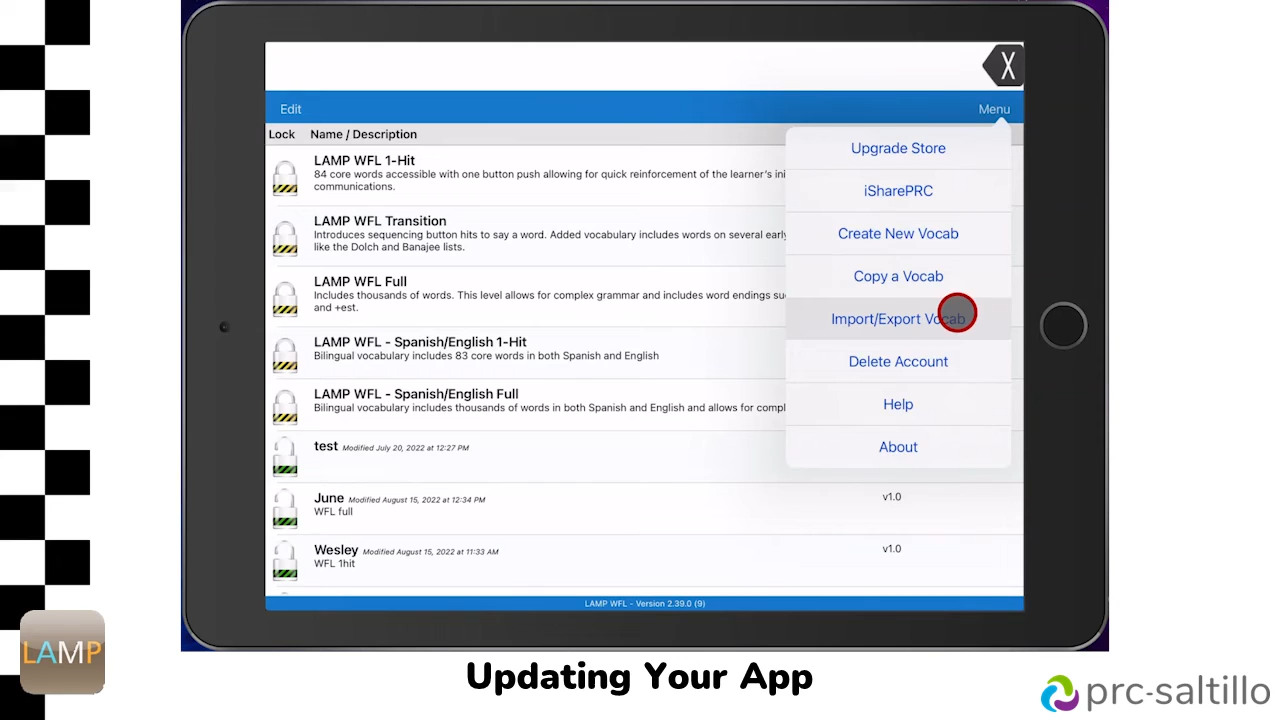 X
Edit
Menu
Lock
Name / Description
Upgrade Store
LAMP WFL 1-Hit
84 core words accessible with one button push allowing for quick reinforcement of the learner's ini
communications.
iSharePRC
LAMP WFL Transition
Introduces sequencing button hits to say a word. Added vocabulary includes words on several early
like the Dolch and Banajee lists.
Create New Vocab
Copy a Vocab
LAMP WFL Full
Includes thousands of words. This level allows for complex grammar and includes word endings su
and +est.
Import/Export Vocab
LAMP WFL - Spanish/English 1-Hit
Bilingual vocabulary includes 83 core words in both Spanish and English
Delete Account
LAMP WFL - Spanish/English Full
Bilingual vocabulary includes thousands of words in both Spanish and English and allows for compl
Help
test Modified July 20, 2022 at 12:27 PM
About
June Modified August 15, 2022 at 12:34 PM
v1.0
WFL full
Wesley Modified August 15, 2022 at 11:33 AM
v1.0
WFL 1hit
LAMP WFL - Version 2.39.0 (9)
LAMP
Updating Your App
prc-saltillo